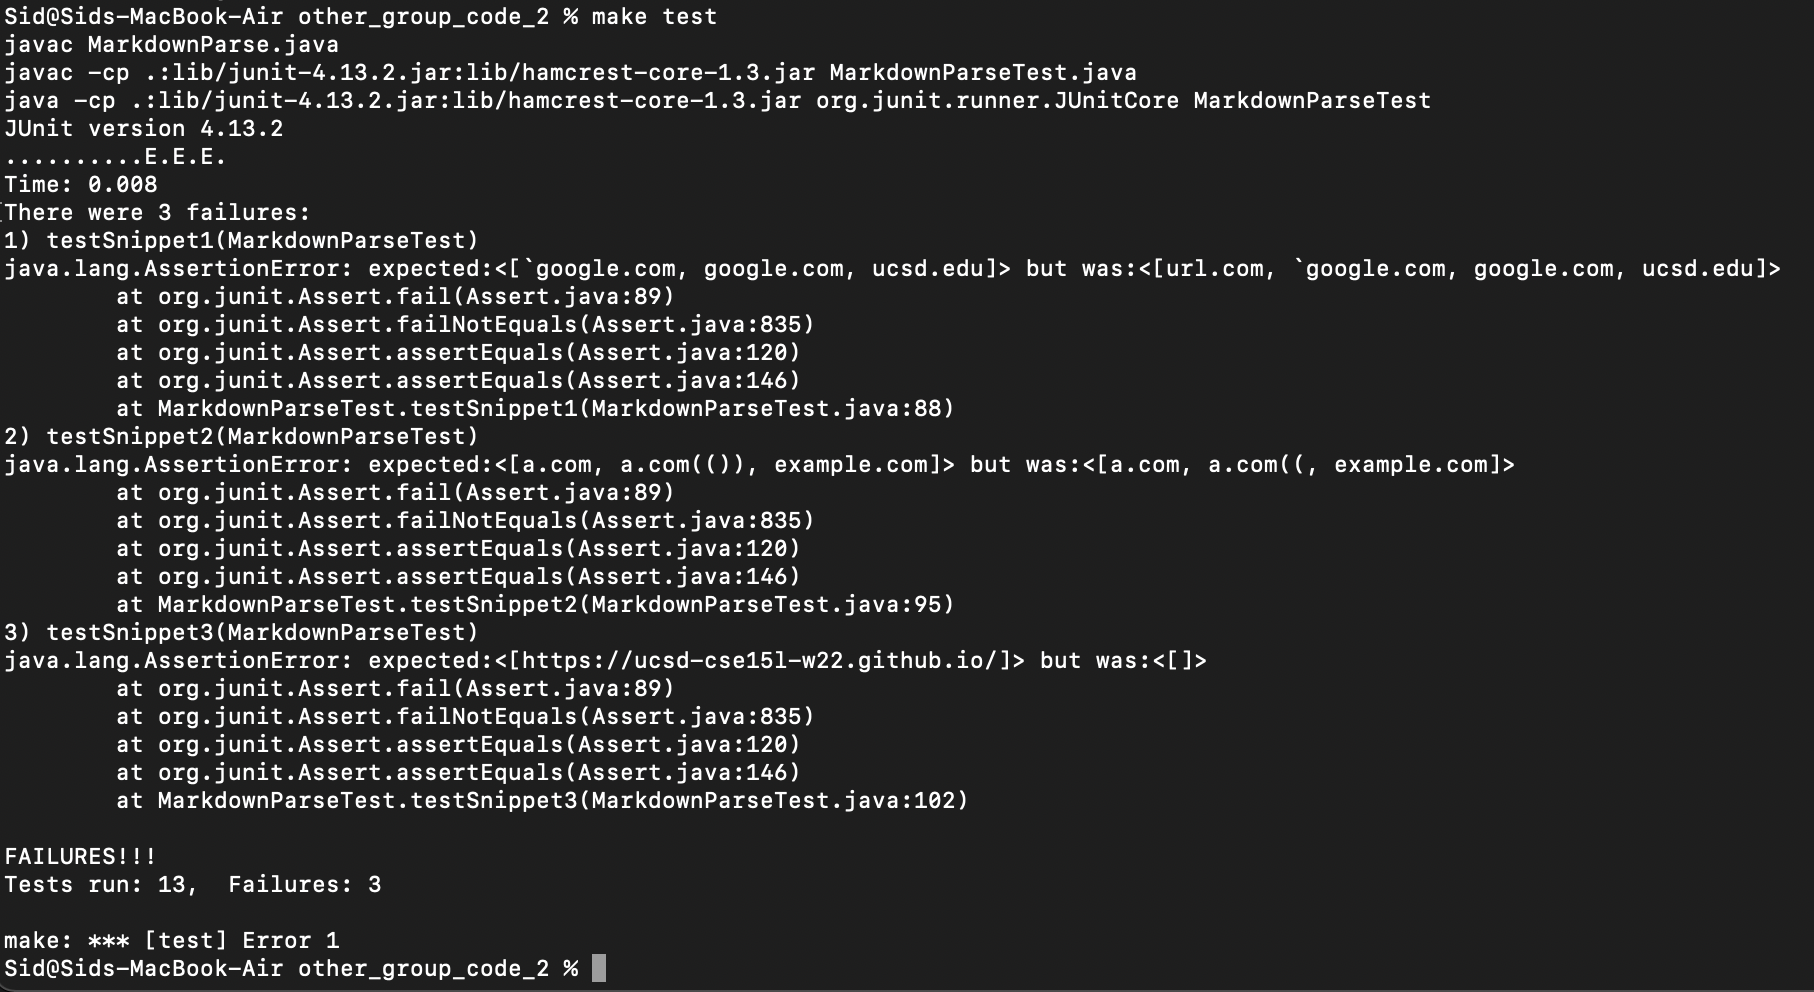 Sid@Sids-MacBook-Air other_group_code_2 % make test
javac MarkdownParse.java
javac -cp .:lib/junit-4.13.2.jar:lib/hamcrest-core-1.3.jar MarkdownParseTest.java
java -cp .:lib/junit-4.13.2.jar:lib/hamcrest-core-1.3.jar org.junit.runner.JUnitCore MarkdownParseTest
JUnit version 4.13.2
..........E.E.E.
Time: 0.008
There were 3 failures:
1) testSnippet1(MarkdownParseTest)
java.lang.AssertionError: expected:<[`google.com, google.com, ucsd.edu]> but was:<[url.com, `google.com, google.com, ucsd.edu]>
        at org.junit.Assert.fail(Assert.java:89)
        at org.junit.Assert.failNotEquals(Assert.java:835)
        at org.junit.Assert.assertEquals(Assert.java:120)
        at org.junit.Assert.assertEquals(Assert.java:146)
        at MarkdownParseTest.testSnippet1(MarkdownParseTest.java:88)
2) testSnippet2(MarkdownParseTest)
java.lang.AssertionError: expected:<[a.com, a.com(()), example.com]> but was:<[a.com, a.com((, example.com]>
        at org.junit.Assert.fail(Assert.java:89)
        at org.junit.Assert.failNotEquals(Assert.java:835)
        at org.junit.Assert.assertEquals(Assert.java:120)
        at org.junit.Assert.assertEquals(Assert.java:146)
        at MarkdownParseTest.testSnippet2(MarkdownParseTest.java:95)
3) testSnippet3(MarkdownParseTest)
java.lang.AssertionError: expected:<[https://ucsd-cse15l-w22.github.io/]> but was:<[]>
        at org.junit.Assert.fail(Assert.java:89)
        at org.junit.Assert.failNotEquals(Assert.java:835)
        at org.junit.Assert.assertEquals(Assert.java:120)
        at org.junit.Assert.assertEquals(Assert.java:146)
        at MarkdownParseTest.testSnippet3(MarkdownParseTest.java:102)

FAILURES!!!
Tests run: 13,  Failures: 3

make: *** [test] Error 1
Sid@Sids-MacBook-Air other_group_code_2 %